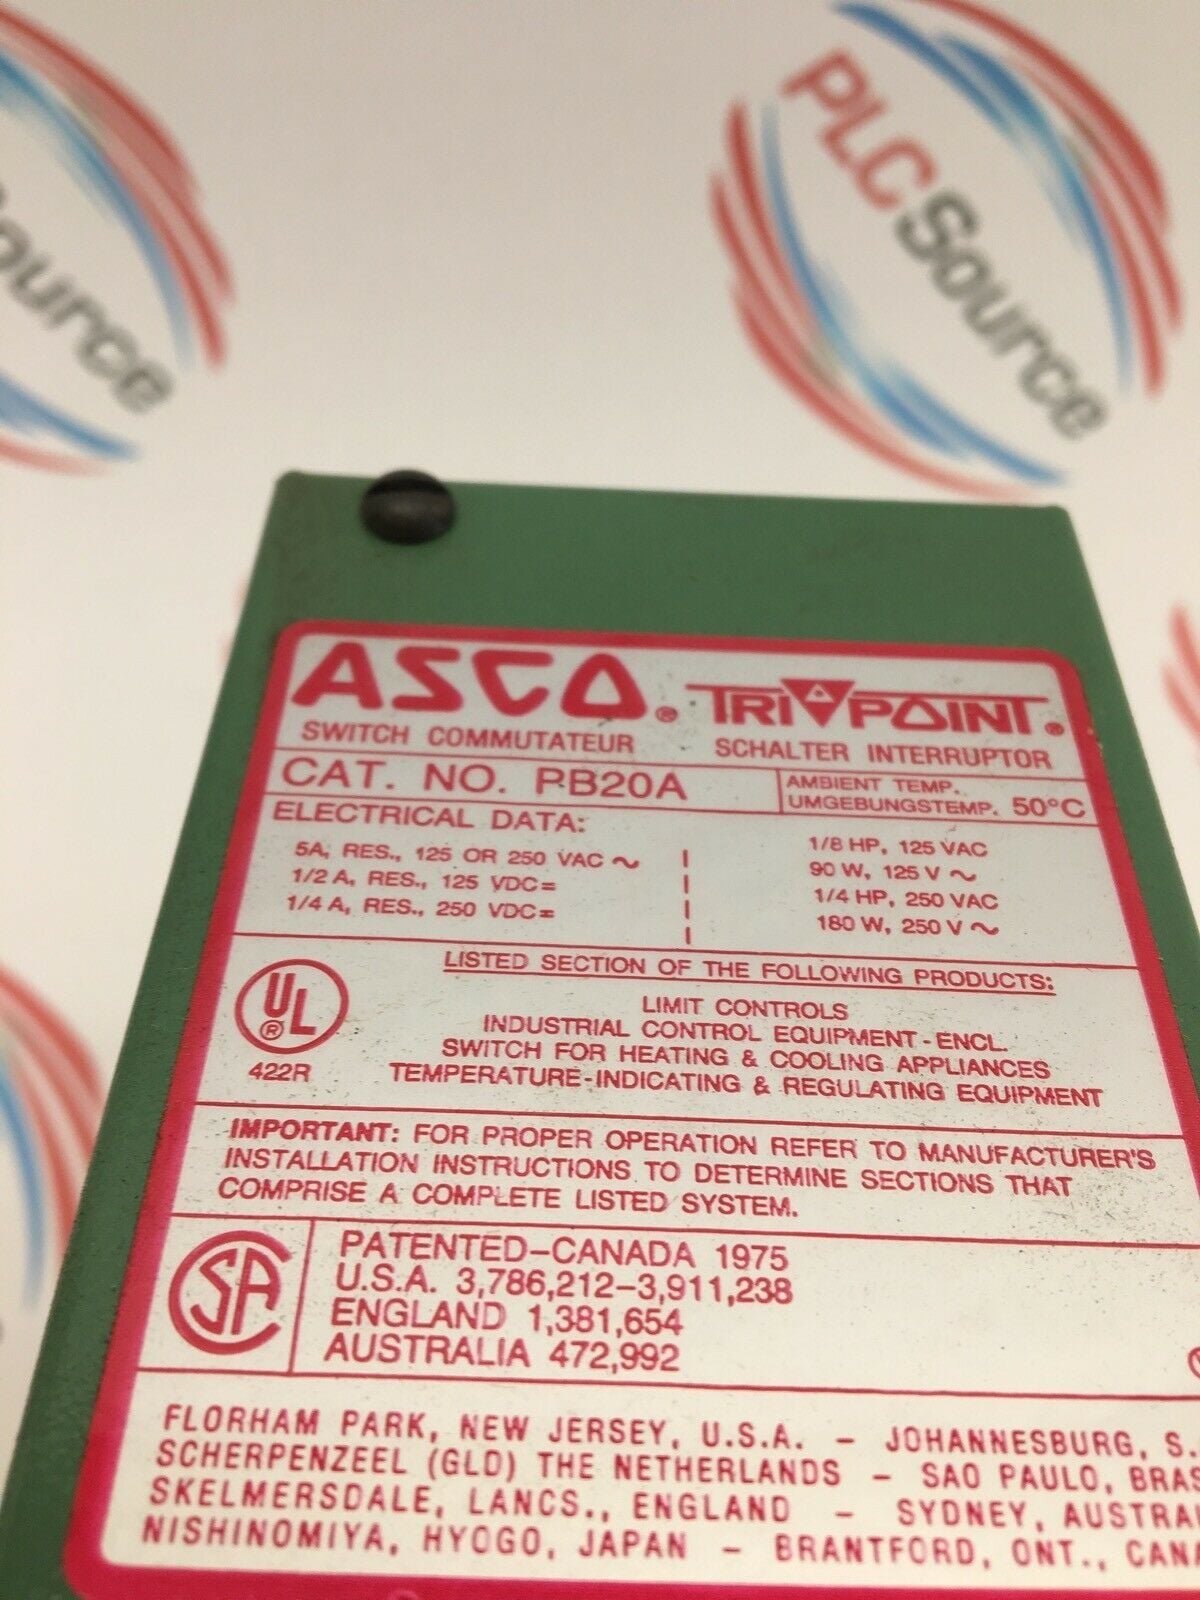 PLC Source
Source
ASCO® TRI POINT®
SWITCH COMMUTATEUR SCHALTER INTERRUPTOR
CAT. NO. PB20A
AMBIENT TEMP.
UMGEBUNGSTEMP. 50°C
ELECTRICAL DATA:
5A, RES., 125 OR 250 VAC ~
1/2 A, RES., 125 VDC=
1/4 A, RES., 250 VDC=
1/8 HP, 125 VAC
90 W, 125 V ~
1/4 HP, 250 VAC
180 W, 250 V ~
UL
®
422R
LISTED SECTION OF THE FOLLOWING PRODUCTS:
LIMIT CONTROLS
INDUSTRIAL CONTROL EQUIPMENT-ENCL.
SWITCH FOR HEATING & COOLING APPLIANCES
TEMPERATURE-INDICATING & REGULATING EQUIPMENT
IMPORTANT: FOR PROPER OPERATION REFER TO MANUFACTURER'S
INSTALLATION INSTRUCTIONS TO DETERMINE SECTIONS THAT
COMPRISE A COMPLETE LISTED SYSTEM.
CSA
PATENTED-CANADA 1975
U.S.A. 3,786,212-3,911,238
ENGLAND 1,381,654
AUSTRALIA 472,992
FLORHAM PARK, NEW JERSEY, U.S.A. - JOHANNESBURG, S.
SCHERPENZEEL (GLD) THE NETHERLANDS - SAO PAULO, BRAS
SKELMERSDALE, LANCS., ENGLAND - SYDNEY, AUSTRA
NISHINOMIYA, HYOGO, JAPAN - BRANTFORD, ONT., CANA